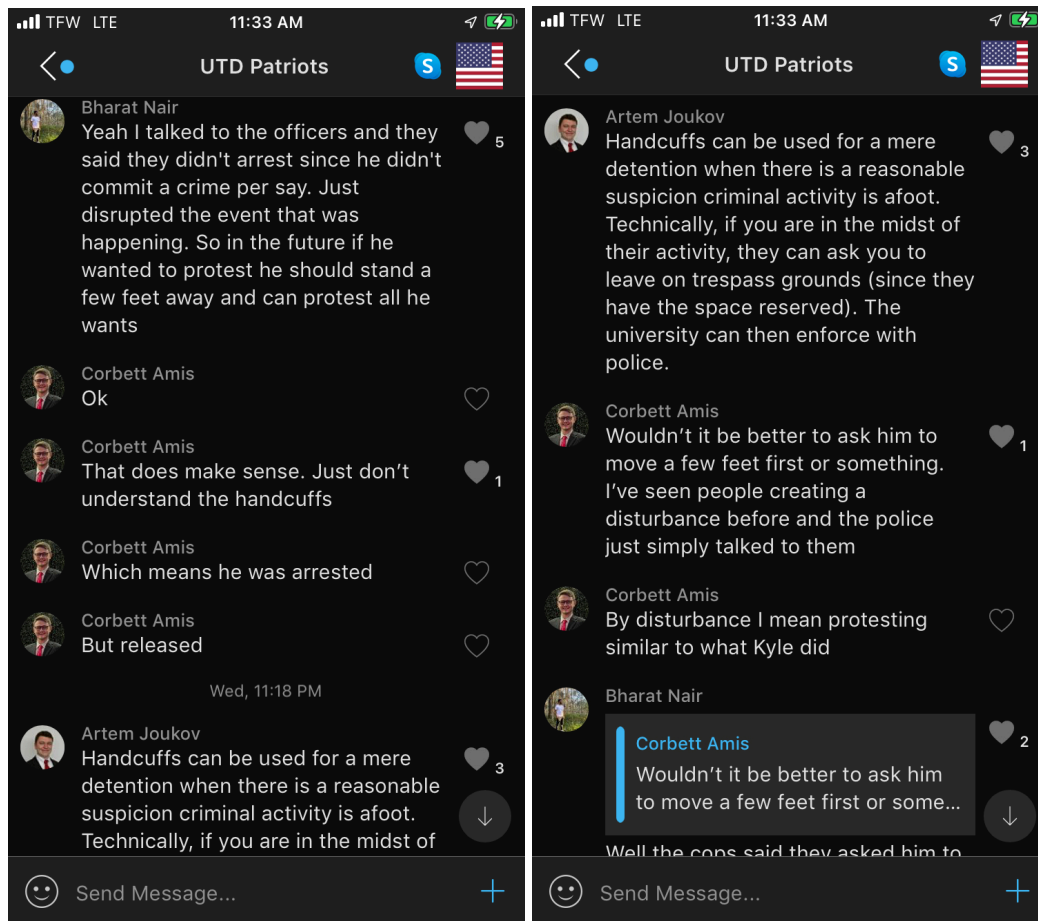 TFW LTE 11:33 AM
UTD Patriots
S
Bharat Nair
Yeah I talked to the officers and they
said they didn't arrest since he didn't
commit a crime per say. Just
disrupted the event that was
happening. So in the future if he
wanted to protest he should stand a
few feet away and can protest all he
wants
5
Corbett Amis
Ok
Corbett Amis
That does make sense. Just don’t
understand the handcuffs
1
Corbett Amis
Which means he was arrested
Corbett Amis
But released
Wed, 11:18 PM
Artem Joukov
Handcuffs can be used for a mere
detention when there is a reasonable
suspicion criminal activity is afoot.
Technically, if you are in the midst of
3
Send Message...
TFW LTE 11:33 AM
UTD Patriots
S
Artem Joukov
Handcuffs can be used for a mere
detention when there is a reasonable
suspicion criminal activity is afoot.
Technically, if you are in the midst of
their activity, they can ask you to
leave on trespass grounds (since they
have the space reserved). The
university can then enforce with
police.
3
Corbett Amis
Wouldn’t it be better to ask him to
move a few feet first or something.
I’ve seen people creating a
disturbance before and the police
just simply talked to them
1
Corbett Amis
By disturbance I mean protesting
similar to what Kyle did
Bharat Nair
Corbett Amis
Wouldn’t it be better to ask him
to move a few feet first or some...
2
Well the cops said they asked him to
Send Message...